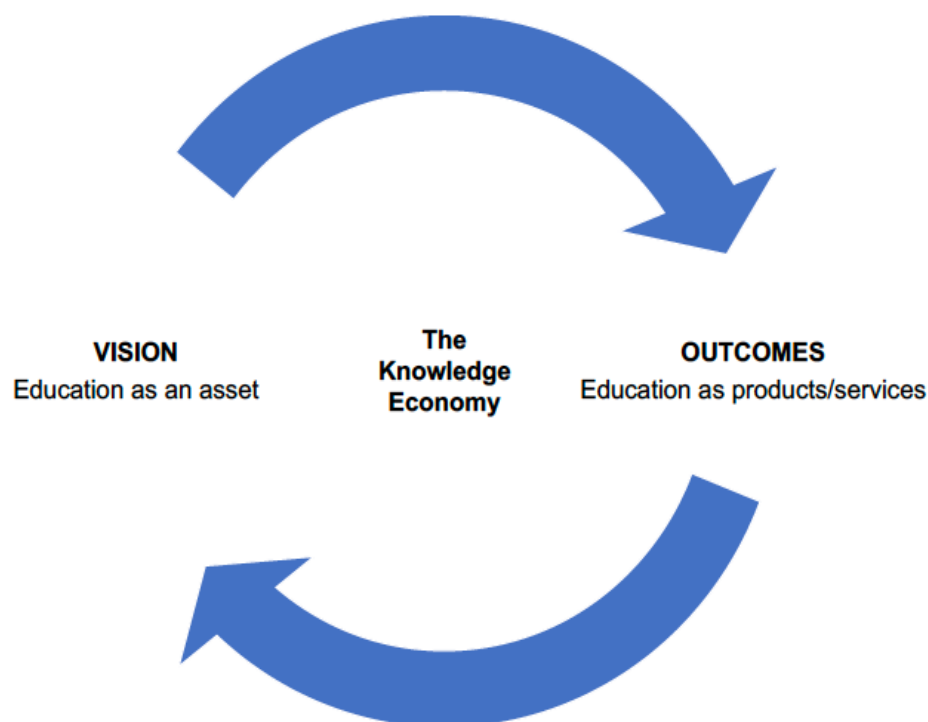 VISION
Education as an asset
The
Knowledge
Economy
OUTCOMES
Education as products/services